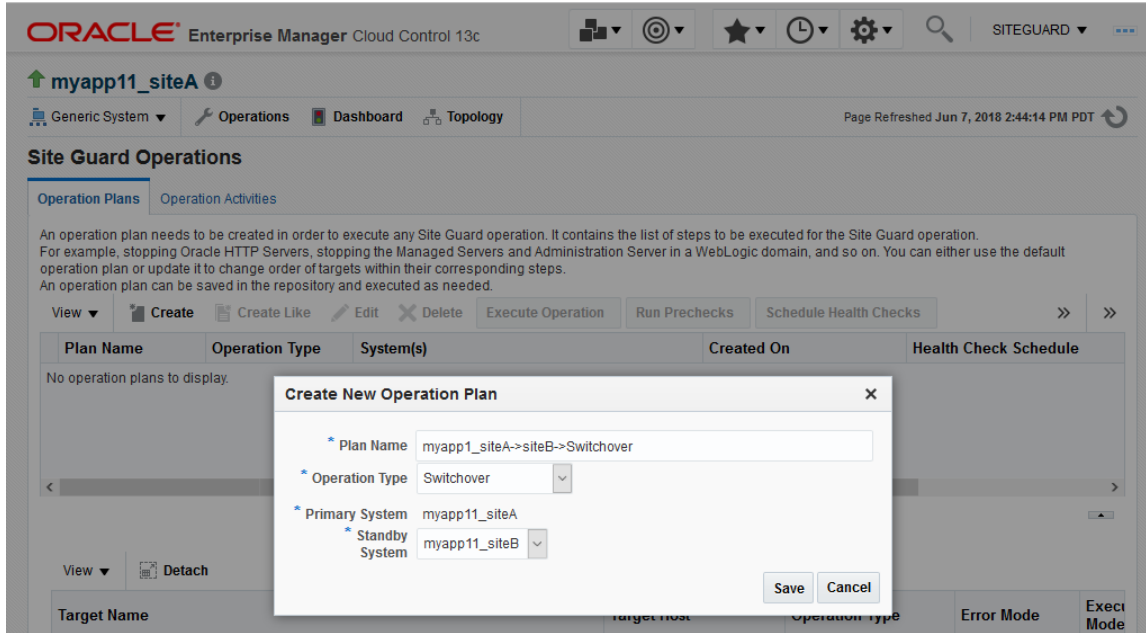 ORACLE® Enterprise Manager Cloud Control 13c
SITEGUARD
myapp11_siteA
Generic System
Operations
Dashboard
Topology
Page Refreshed Jun 7, 2018 2:44:14 PM PDT
Site Guard Operations
Operation Plans
Operation Activities
An operation plan needs to be created in order to execute any Site Guard operation. It contains the list of steps to be executed for the Site Guard operation.
For example, stopping Oracle HTTP Servers, stopping the Managed Servers and Administration Server in a WebLogic domain, and so on. You can either use the default
operation plan or update it to change order of targets within their corresponding steps.
An operation plan can be saved in the repository and executed as needed.
View
Create
Create Like
Edit
Delete
Execute Operation
Run Prechecks
Schedule Health Checks
Plan Name
Operation Type
System(s)
Created On
Health Check Schedule
No operation plans to display.
Create New Operation Plan
* Plan Name myapp1_siteA->siteB->Switchover
* Operation Type Switchover
* Primary System myapp11_siteA
* Standby
System
myapp11_siteB
Save
Cancel
View
Detach
Target Name
Target Host
Operation Type
Error Mode
Mode